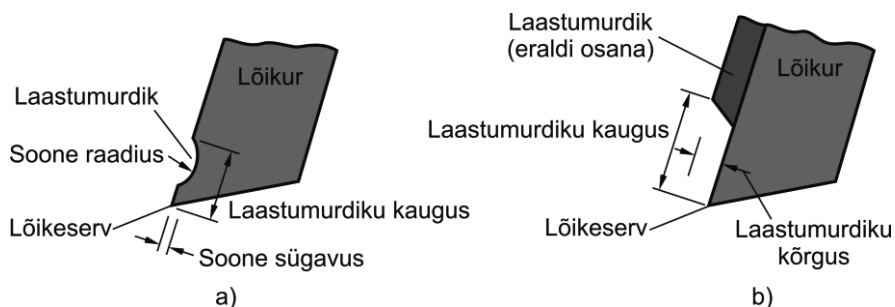 Lõikur
Laastumurdik
Soone raadius
Laastumurdiku kaugus
Lõikeserv
Soone sügavus
a)
b)
Laastumurdik
(eraldi osana)
Lõikur
Laastumurdiku kaugus
Lõikeserv
Laastumurdiku
kõrgus